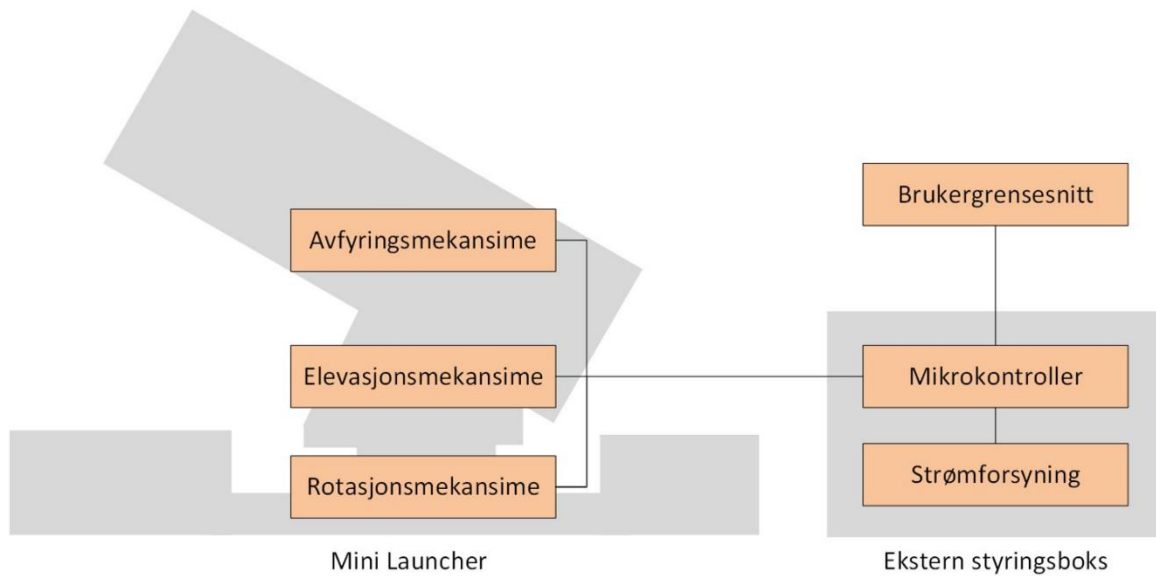 Brukergrensesnitt
Avfyringsmekansime
Elevasjonsmekansime
Mikrokontroller
Rotasjonsmekansime
Strømforsyning
Mini Launcher
Ekstern styringsboks